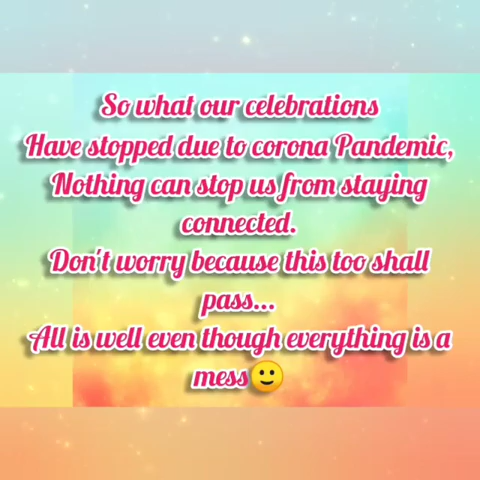 So what our celebrations
Have stopped due to corona Pandemic,
Nothing can stop us from staying
connected.
Don't worry because this too shall
pass...
All is well even though everything is a
mess🙂